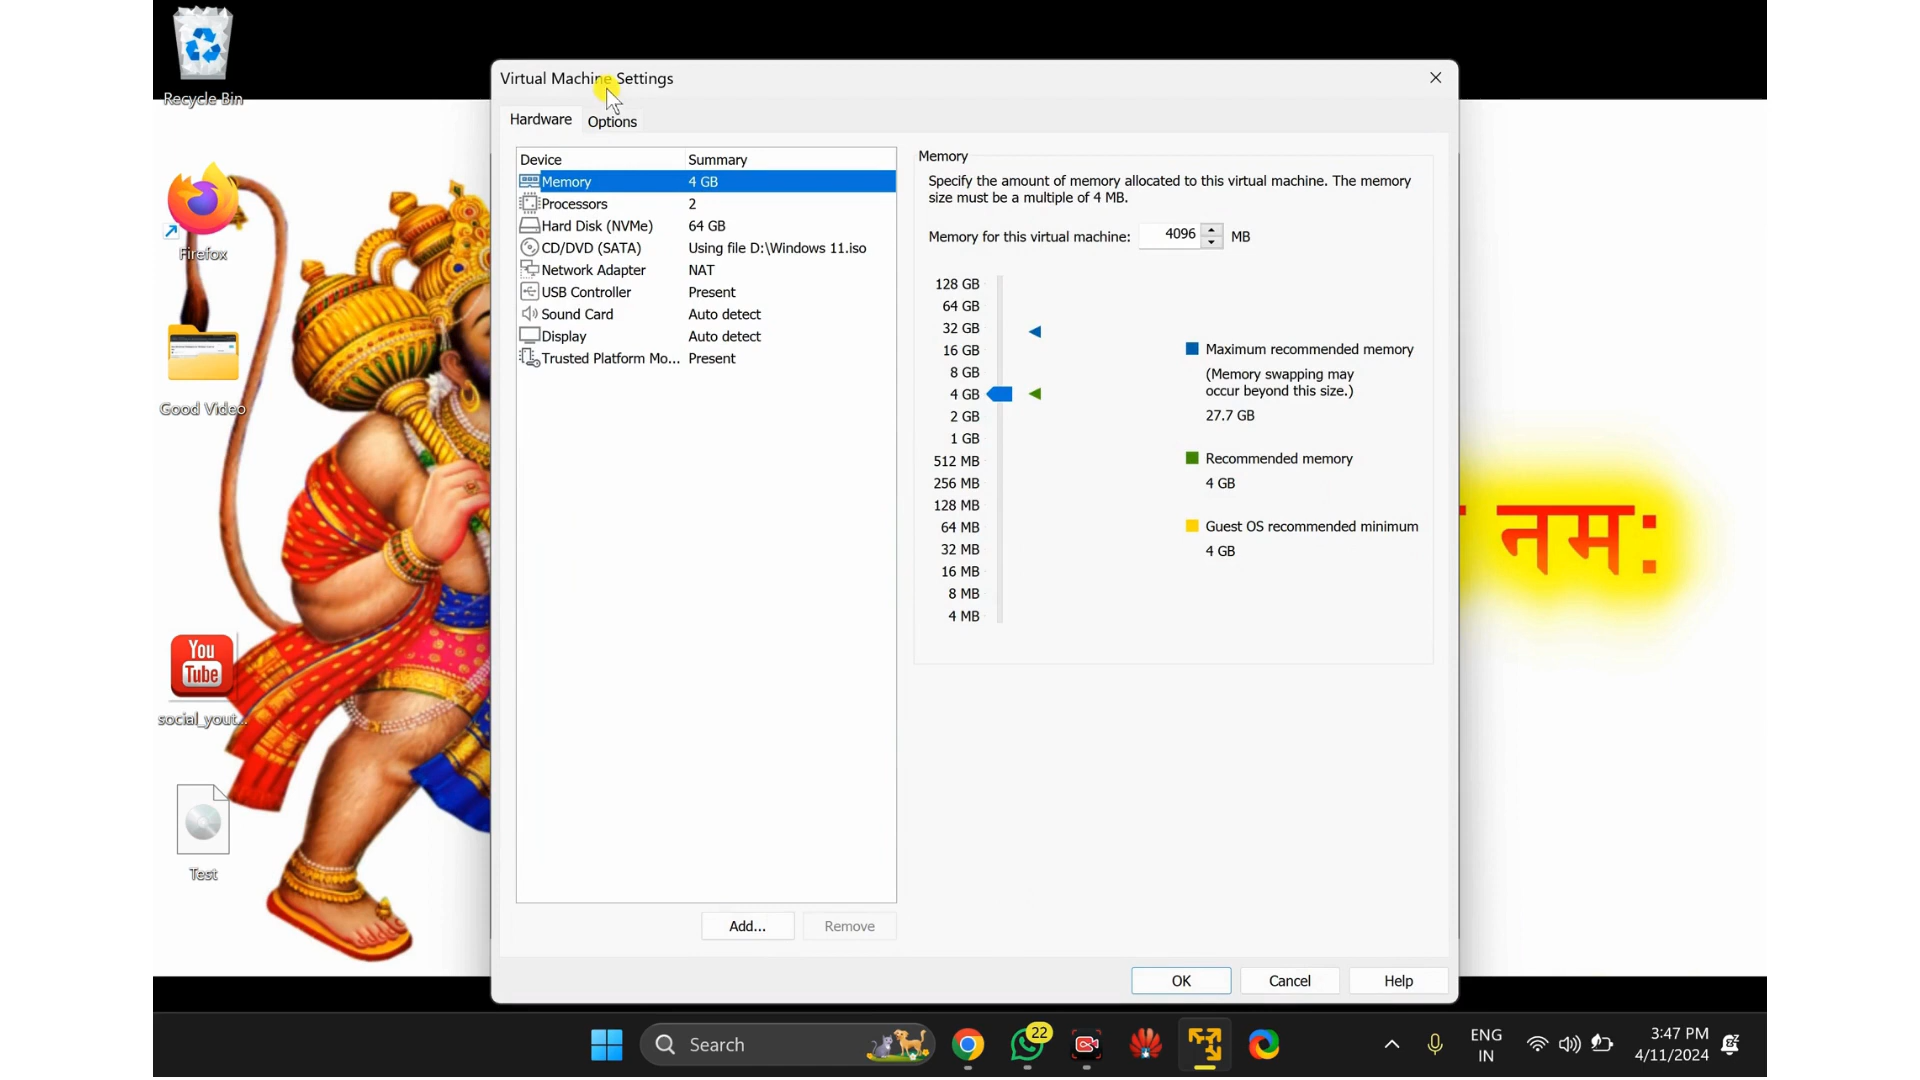 Recycle Bin
Firefox
Good Video
You
Tube
social_yout...
Test
Virtual Machine Settings
Hardware
Options
Device Summary
Memory 4 GB
Processors 2
Hard Disk (NVMe) 64 GB
CD/DVD (SATA) Using file D:\Windows 11.iso
Network Adapter NAT
USB Controller Present
Sound Card Auto detect
Display Auto detect
Trusted Platform Mo... Present
Add...
Remove
Memory
Specify the amount of memory allocated to this virtual machine. The memory
size must be a multiple of 4 MB.
Memory for this virtual machine: 4096 MB
128 GB
64 GB
32 GB
16 GB
8 GB
4 GB
2 GB
1 GB
512 MB
256 MB
128 MB
64 MB
32 MB
16 MB
8 MB
4 MB
Maximum recommended memory
(Memory swapping may
occur beyond this size.)
27.7 GB
Recommended memory
4 GB
Guest OS recommended minimum
4 GB
OK
Cancel
Help
नमः
Search
22
ENG
IN
3:47 PM
4/11/2024